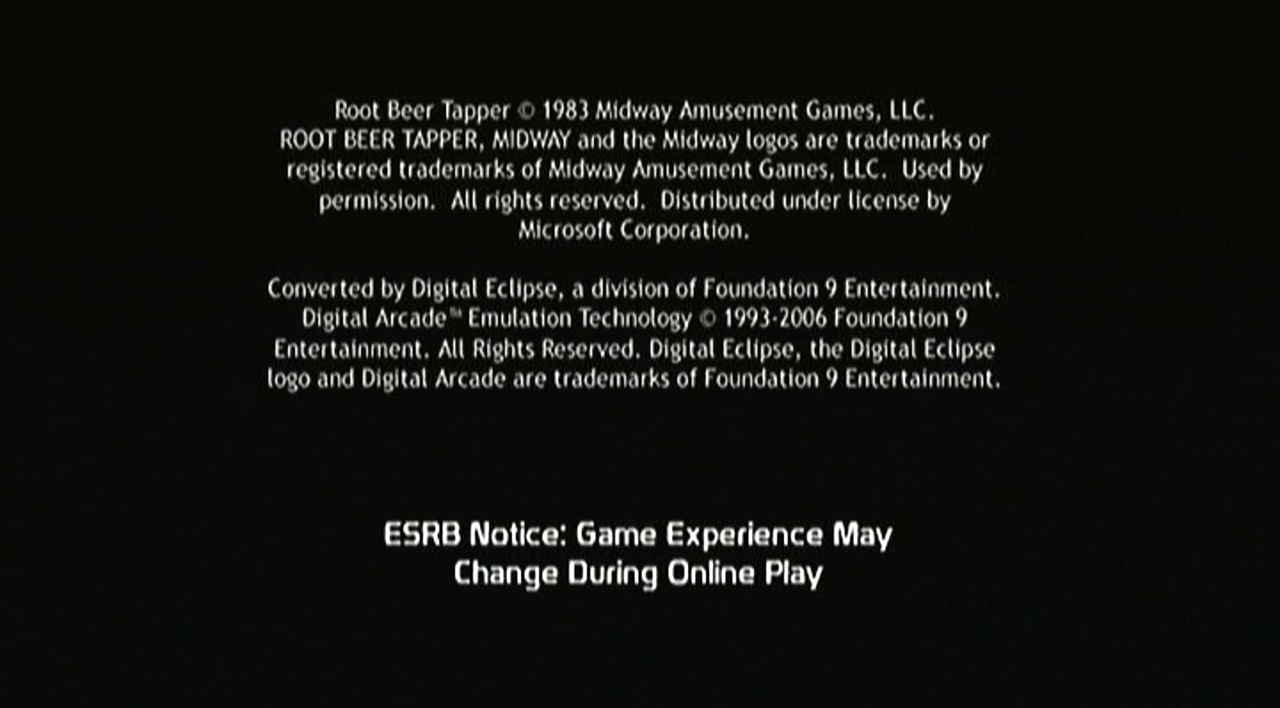 Root Beer Tapper © 1983 Midway Amusement Games, LLC.
ROOT BEER TAPPER, MIDWAY and the Midway logos are trademarks or
registered trademarks of Midway Amusement Games, LLC.  Used by
permission.  All rights reserved.  Distributed under license by
Microsoft Corporation.
Converted by Digital Eclipse, a division of Foundation 9 Entertainment.
Digital Arcade™ Emulation Technology © 1993-2006 Foundation 9
Entertainment. All Rights Reserved. Digital Eclipse, the Digital Eclipse
logo and Digital Arcade are trademarks of Foundation 9 Entertainment.
ESRB Notice: Game Experience May
Change During Online Play